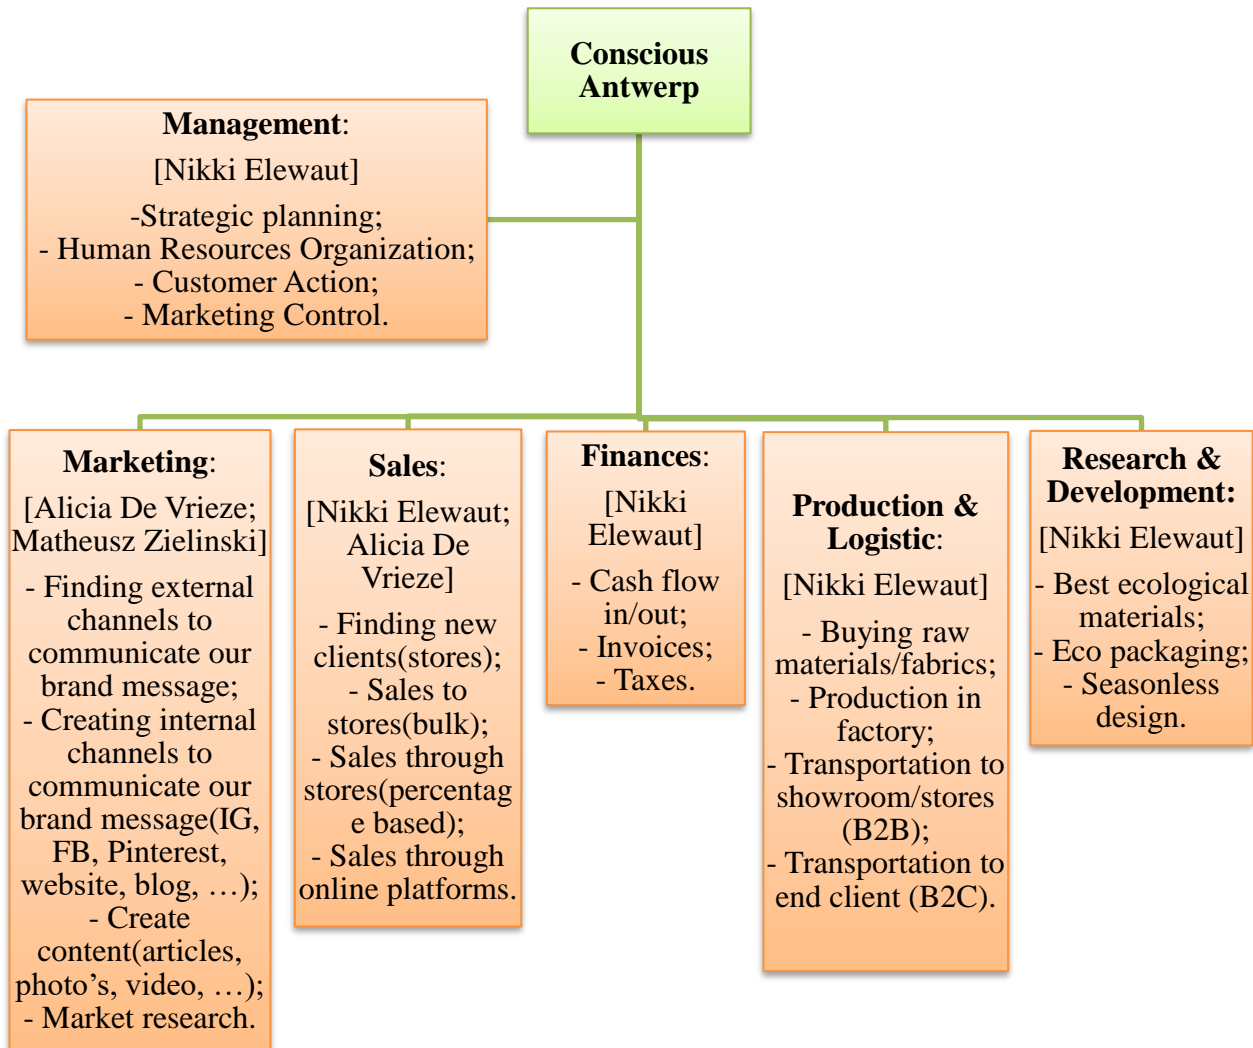 Conscious
Antwerp
Management:
[Nikki Elewaut]
-Strategic planning;
- Human Resources Organization;
- Customer Action;
- Marketing Control.
Marketing:
[Alicia De Vrieze;
Matheusz Zielinski]
- Finding external
channels to
communicate our
brand message;
- Creating internal
channels to
communicate our
brand message(IG,
FB, Pinterest,
website, blog, …);
- Create
content(articles,
photo’s, video, …);
- Market research.
Sales:
[Nikki Elewaut;
Alicia De
Vrieze]
- Finding new
clients(stores);
- Sales to
stores(bulk);
- Sales through
stores(percentag
e based);
- Sales through
online platforms.
Finances:
[Nikki
Elewaut]
- Cash flow
in/out;
- Invoices;
- Taxes.
Production &
Logistic:
[Nikki Elewaut]
- Buying raw
materials/fabrics;
- Production in
factory;
- Transportation to
showroom/stores
(B2B);
- Transportation to
end client (B2C).
Research &
Development:
[Nikki Elewaut]
- Best ecological
materials;
- Eco packaging;
- Seasonless
design.